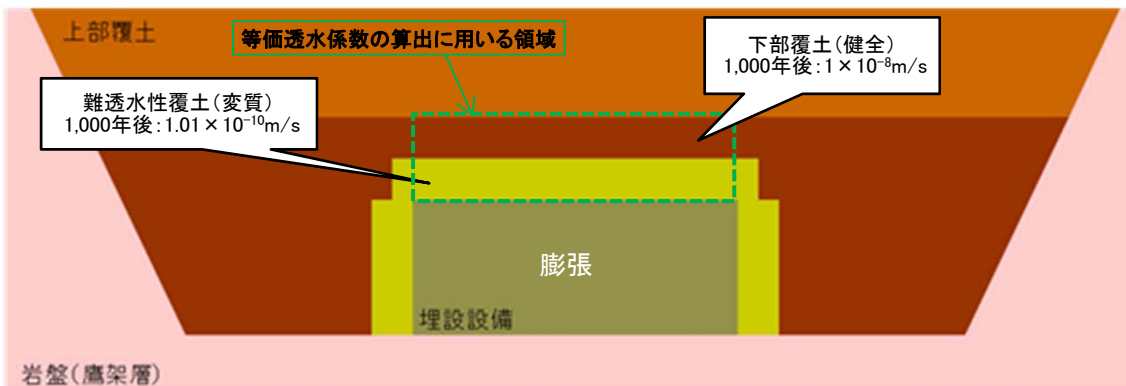 上部覆土
等価透水係数の算出に用いる領域
下部覆土(健全)
1,000年後:1×10⁻⁸m/s
難透水性覆土(変質)
1,000年後:1.01×10⁻¹⁰m/s
膨張
埋設設備
岩盤(鷹架層)